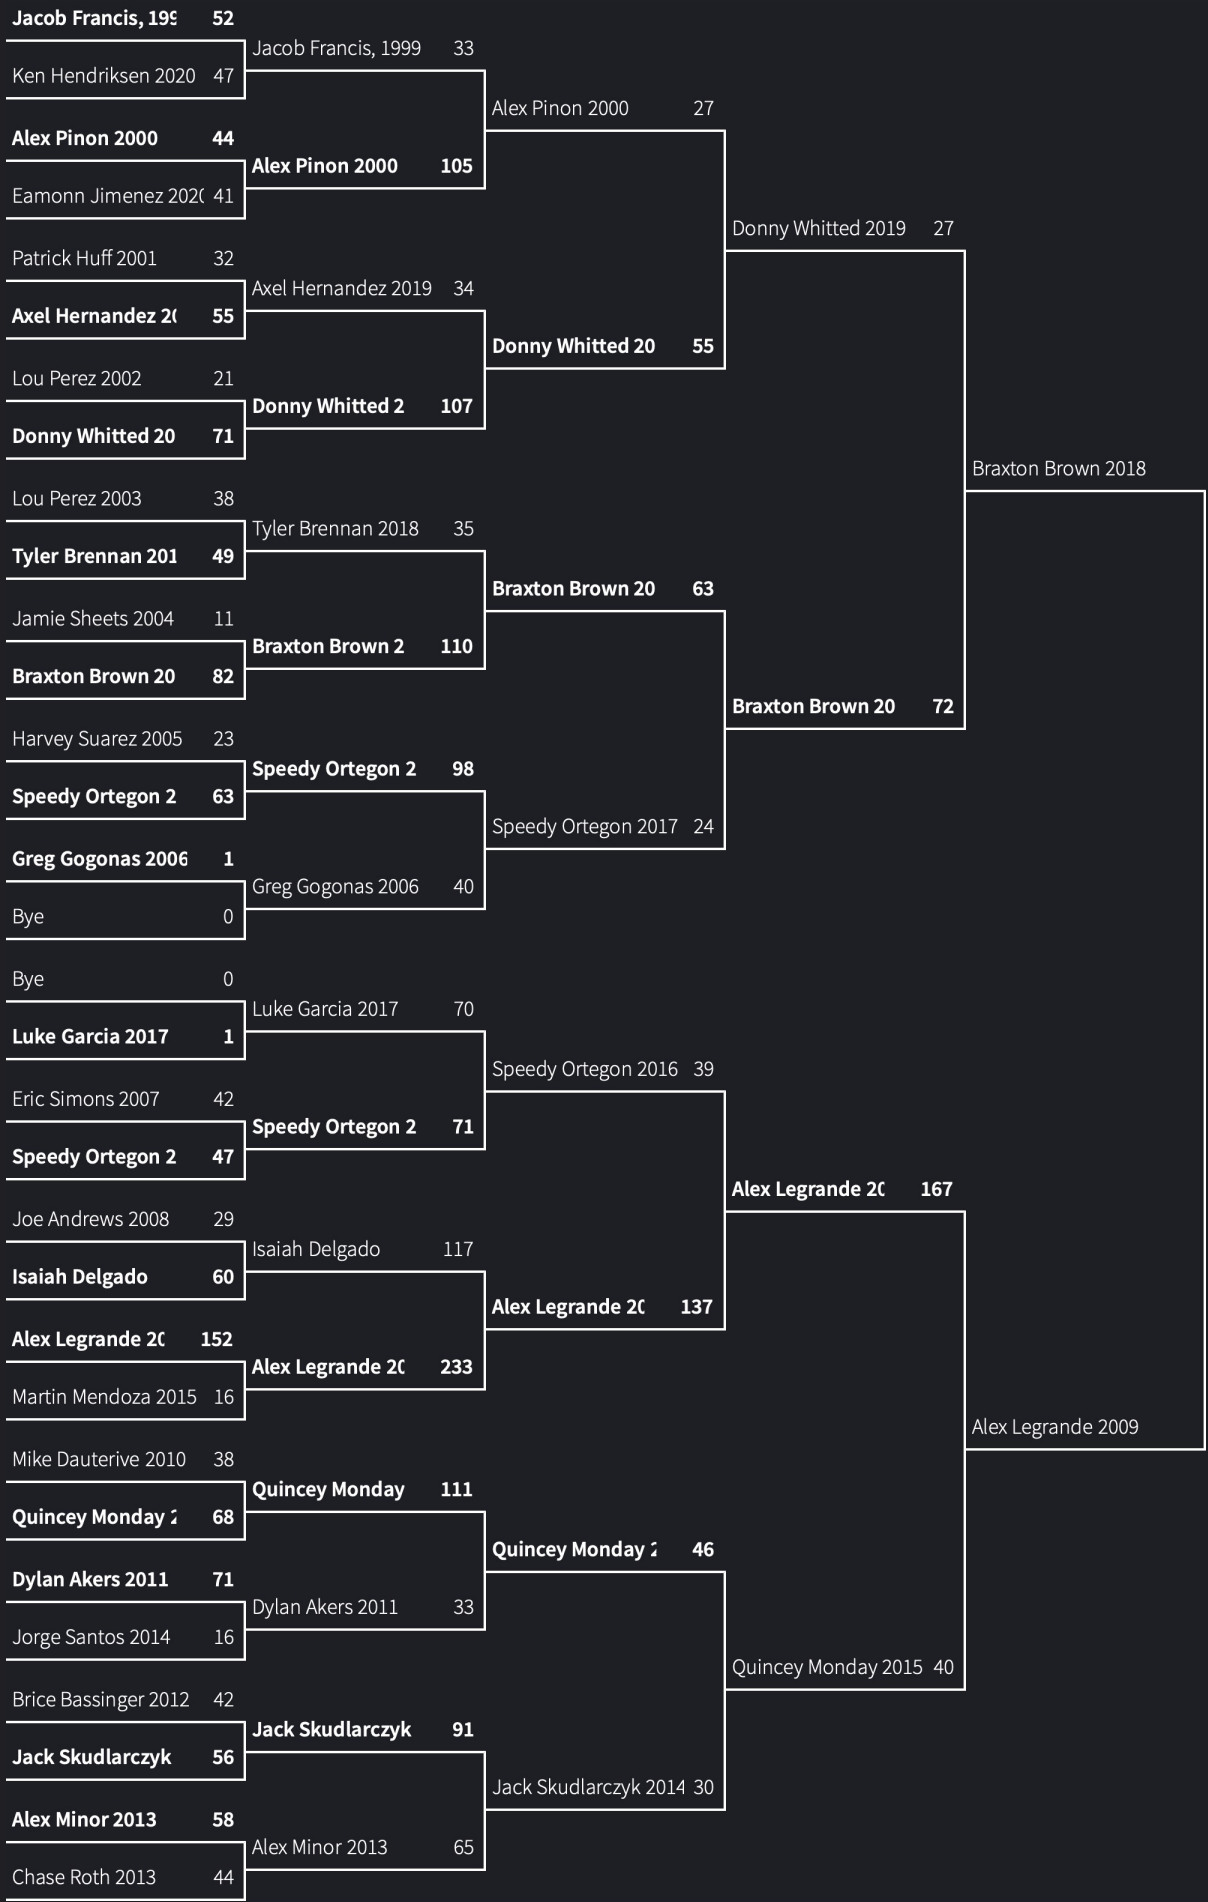 Jacob Francis, 199 52
Ken Hendriksen 2020 47
Alex Pinon 2000 44
Eamonn Jimenez 2020 41
Patrick Huff 2001 32
Axel Hernandez 20 55
Lou Perez 2002 21
Donny Whitted 20 71
Lou Perez 2003 38
Tyler Brennan 201 49
Jamie Sheets 2004 11
Braxton Brown 20 82
Harvey Suarez 2005 23
Speedy Ortegon 2 63
Greg Gogonas 2006 1
Bye 0
Bye 0
Luke Garcia 2017 1
Eric Simons 2007 42
Speedy Ortegon 2 47
Joe Andrews 2008 29
Isaiah Delgado 60
Alex Legrande 20 152
Martin Mendoza 2015 16
Mike Dauterive 2010 38
Quincey Monday 2 68
Dylan Akers 2011 71
Jorge Santos 2014 16
Brice Bassinger 2012 42
Jack Skudlarczyk 56
Alex Minor 2013 58
Chase Roth 2013 44
Jacob Francis, 1999 33
Alex Pinon 2000 105
Axel Hernandez 2019 34
Donny Whitted 2 107
Tyler Brennan 2018 35
Braxton Brown 2 110
Speedy Ortegon 2 98
Greg Gogonas 2006 40
Luke Garcia 2017 70
Speedy Ortegon 2 71
Isaiah Delgado 117
Alex Legrande 20 233
Quincey Monday 111
Dylan Akers 2011 33
Jack Skudlarczyk 91
Alex Minor 2013 65
Alex Pinon 2000 27
Donny Whitted 20 55
Braxton Brown 20 63
Speedy Ortegon 2017 24
Speedy Ortegon 2016 39
Alex Legrande 20 137
Quincey Monday 2 46
Jack Skudlarczyk 2014 30
Donny Whitted 2019 27
Braxton Brown 20 72
Alex Legrande 20 167
Quincey Monday 2015 40
Braxton Brown 2018
Alex Legrande 2009